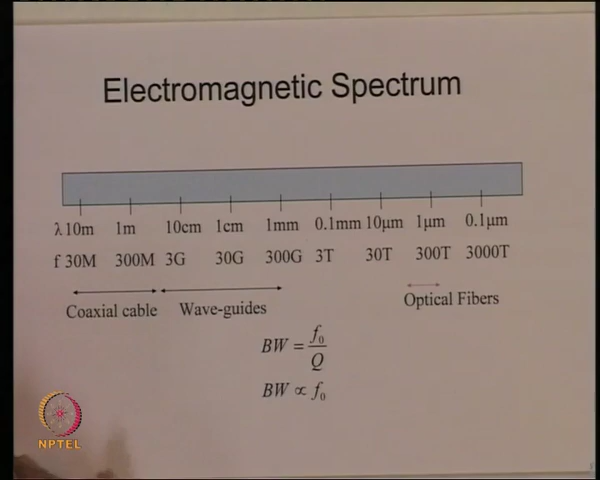 Electromagnetic Spectrum
λ 10m 1m 10cm 1cm 1mm 0.1mm 10μm 1μm 0.1μm
f 30M 300M 3G 30G 300G 3T 30T 300T 3000T
Coaxial cable Wave-guides Optical Fibers
BW = f₀/Q
BW ∝ f₀
NPTEL